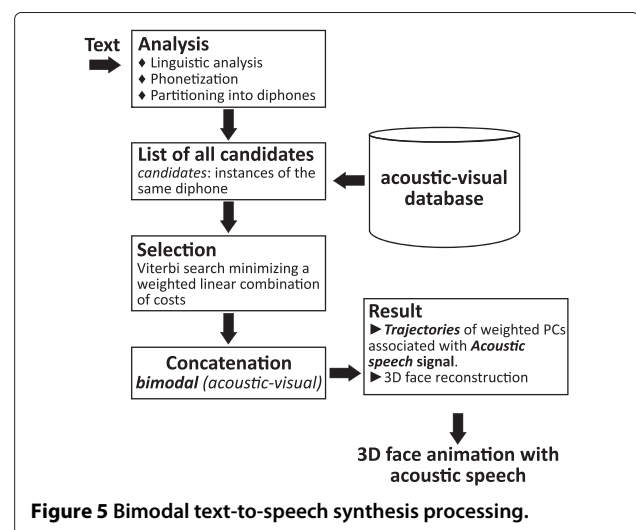 Text
Analysis
♦ Linguistic analysis
♦ Phonetization
♦ Partitioning into diphones
List of all candidates
candidates: instances of the
same diphone
acoustic-visual
database
Selection
Viterbi search minimizing a
weighted linear combination
of costs
Concatenation
bimodal (acoustic-visual)
Result
►Trajectories of weighted PCs
associated with Acoustic
speech signal.
►3D face reconstruction
3D face animation with
acoustic speech
Figure 5 Bimodal text-to-speech synthesis processing.